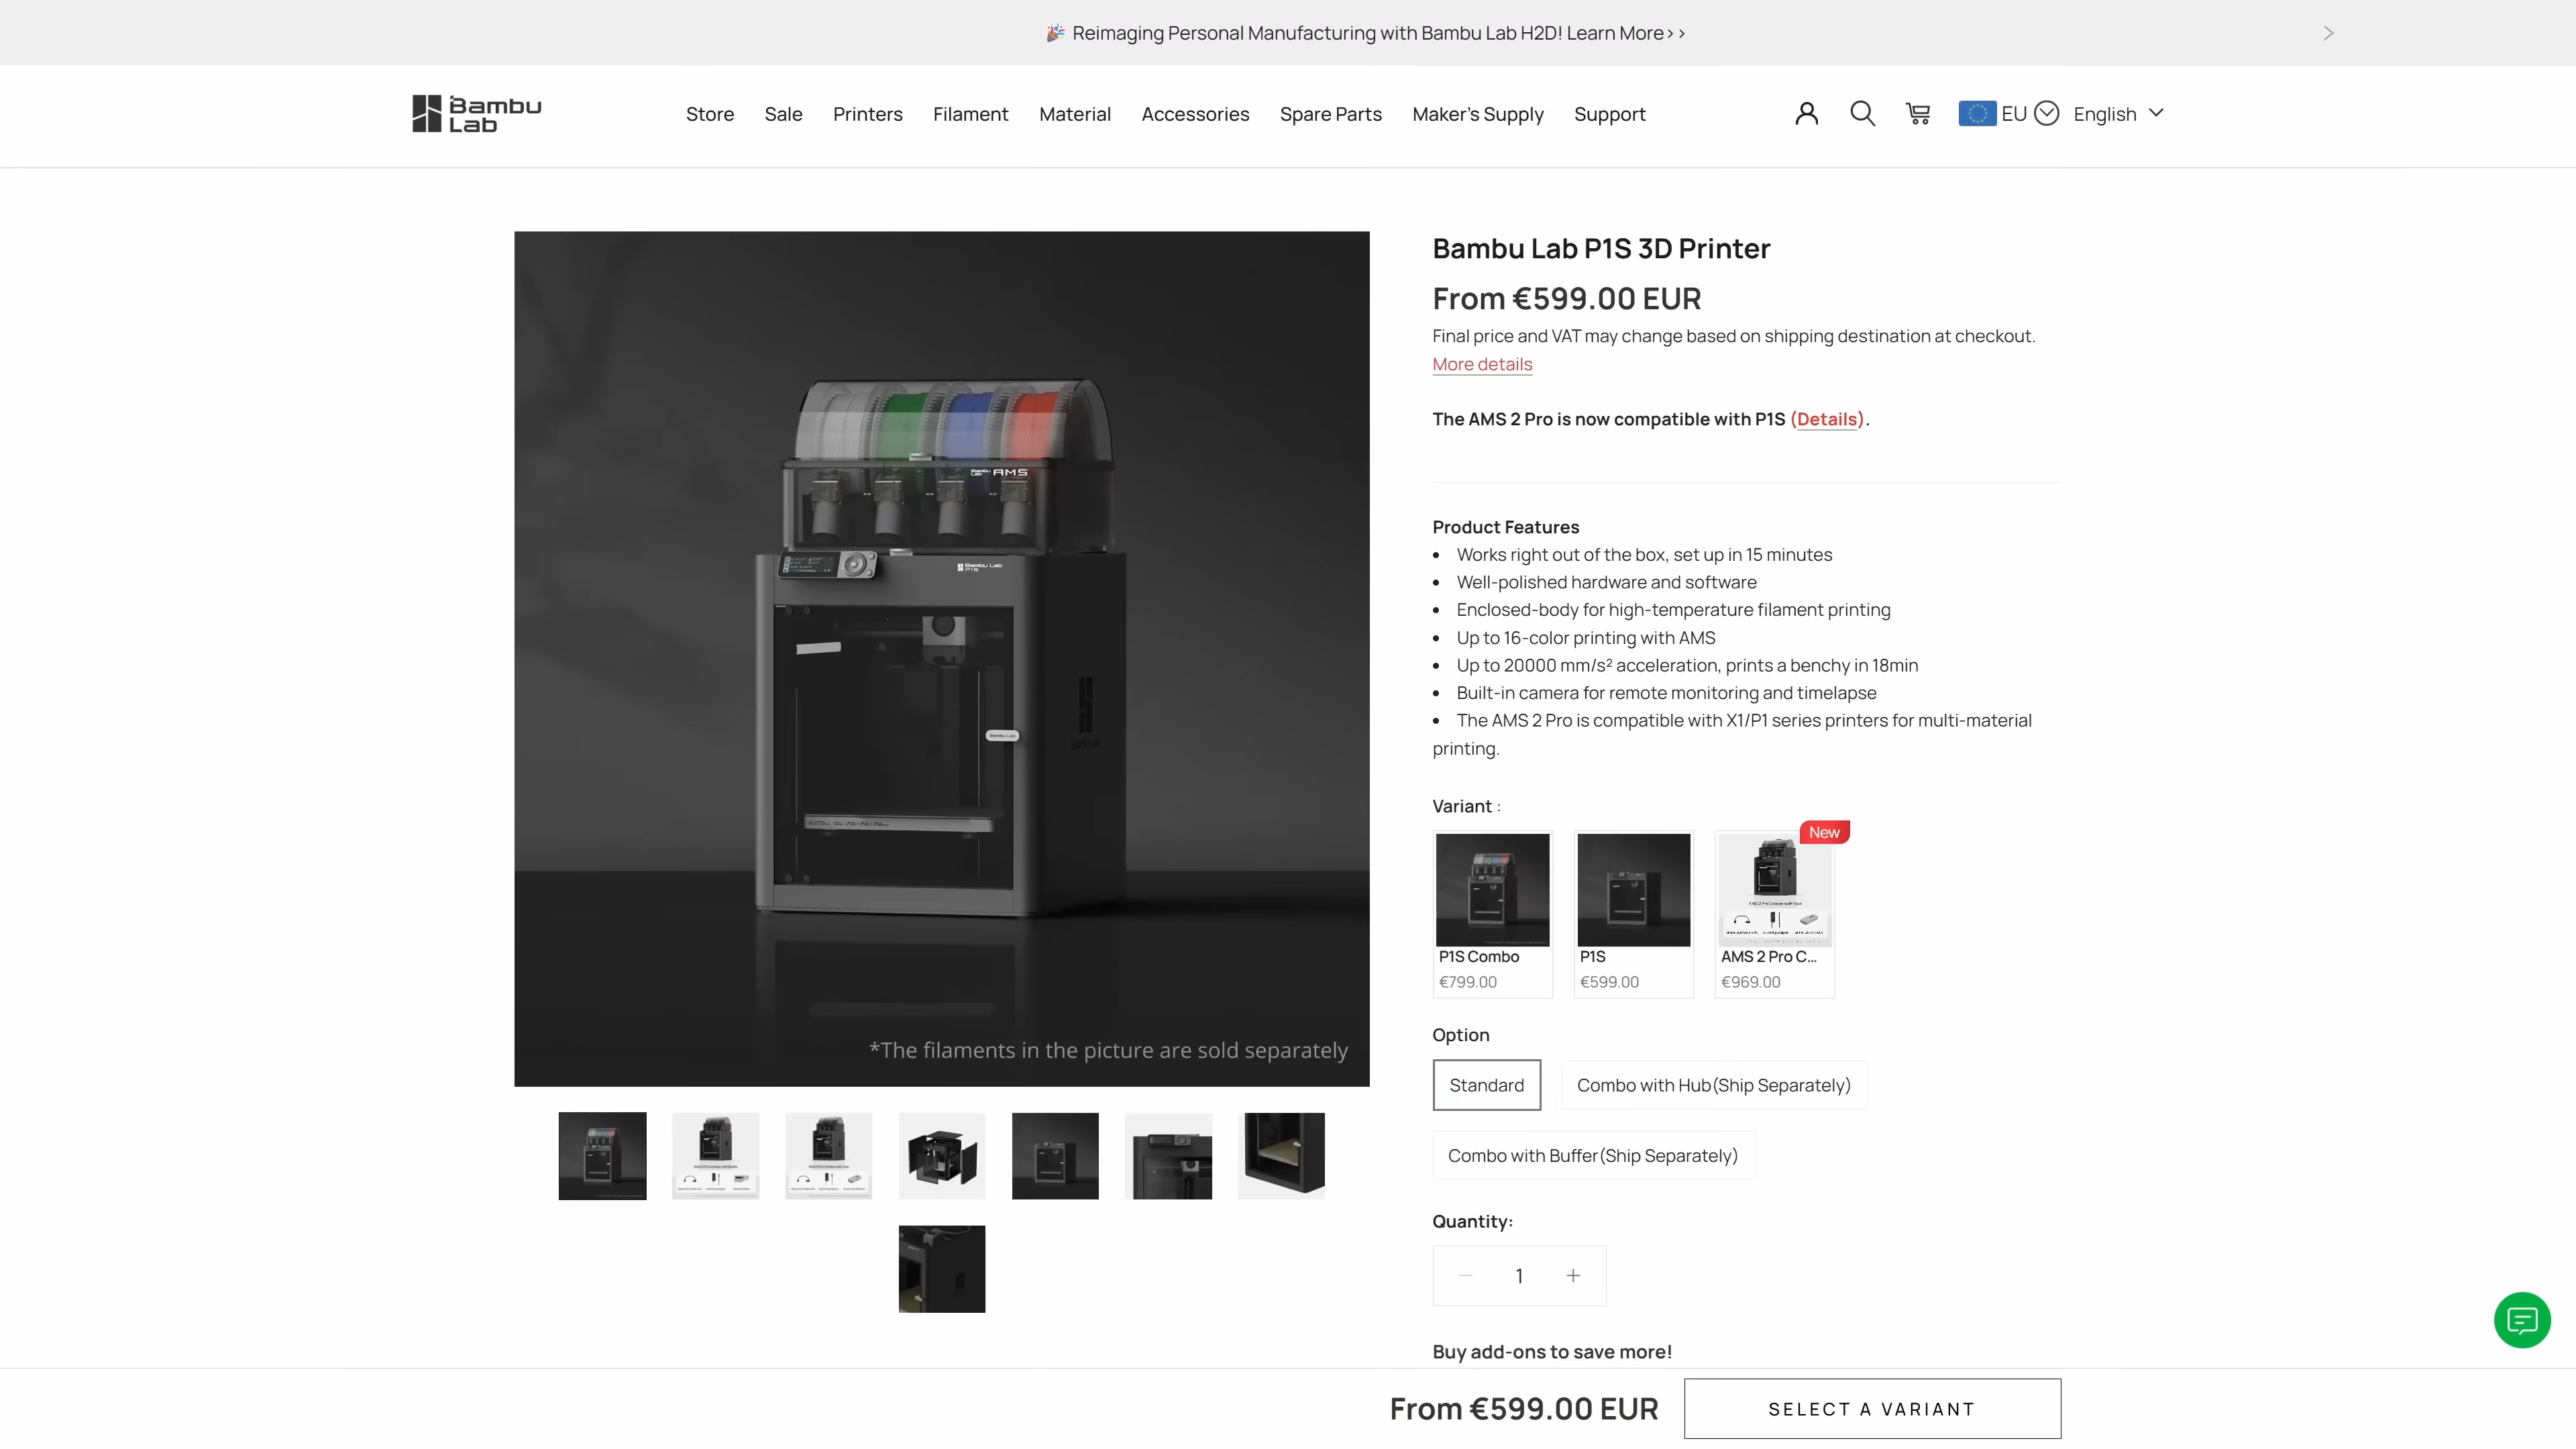 🎉 Reimaging Personal Manufacturing with Bambu Lab H2D! Learn More>>
Bambu Lab
Store Sale Printers Filament Material Accessories Spare Parts Maker's Supply Support
EU English
Bambu Lab P1S 3D Printer
From €599.00 EUR
Final price and VAT may change based on shipping destination at checkout.
More details
The AMS 2 Pro is now compatible with P1S (Details).
Bambu Lab AMS
Bambu Lab
P1S
Bambu Lab
*The filaments in the picture are sold separately
Product Features
• Works right out of the box, set up in 15 minutes
• Well-polished hardware and software
• Enclosed-body for high-temperature filament printing
• Up to 16-color printing with AMS
• Up to 20000 mm/s² acceleration, prints a benchy in 18min
• Built-in camera for remote monitoring and timelapse
• The AMS 2 Pro is compatible with X1/P1 series printers for multi-material
printing.
Variant :
New
P1S Combo P1S AMS 2 Pro C...
€799.00 €599.00 €969.00
Option
Standard Combo with Hub(Ship Separately)
Combo with Buffer(Ship Separately)
Quantity:
1
Buy add-ons to save more!
From €599.00 EUR SELECT A VARIANT